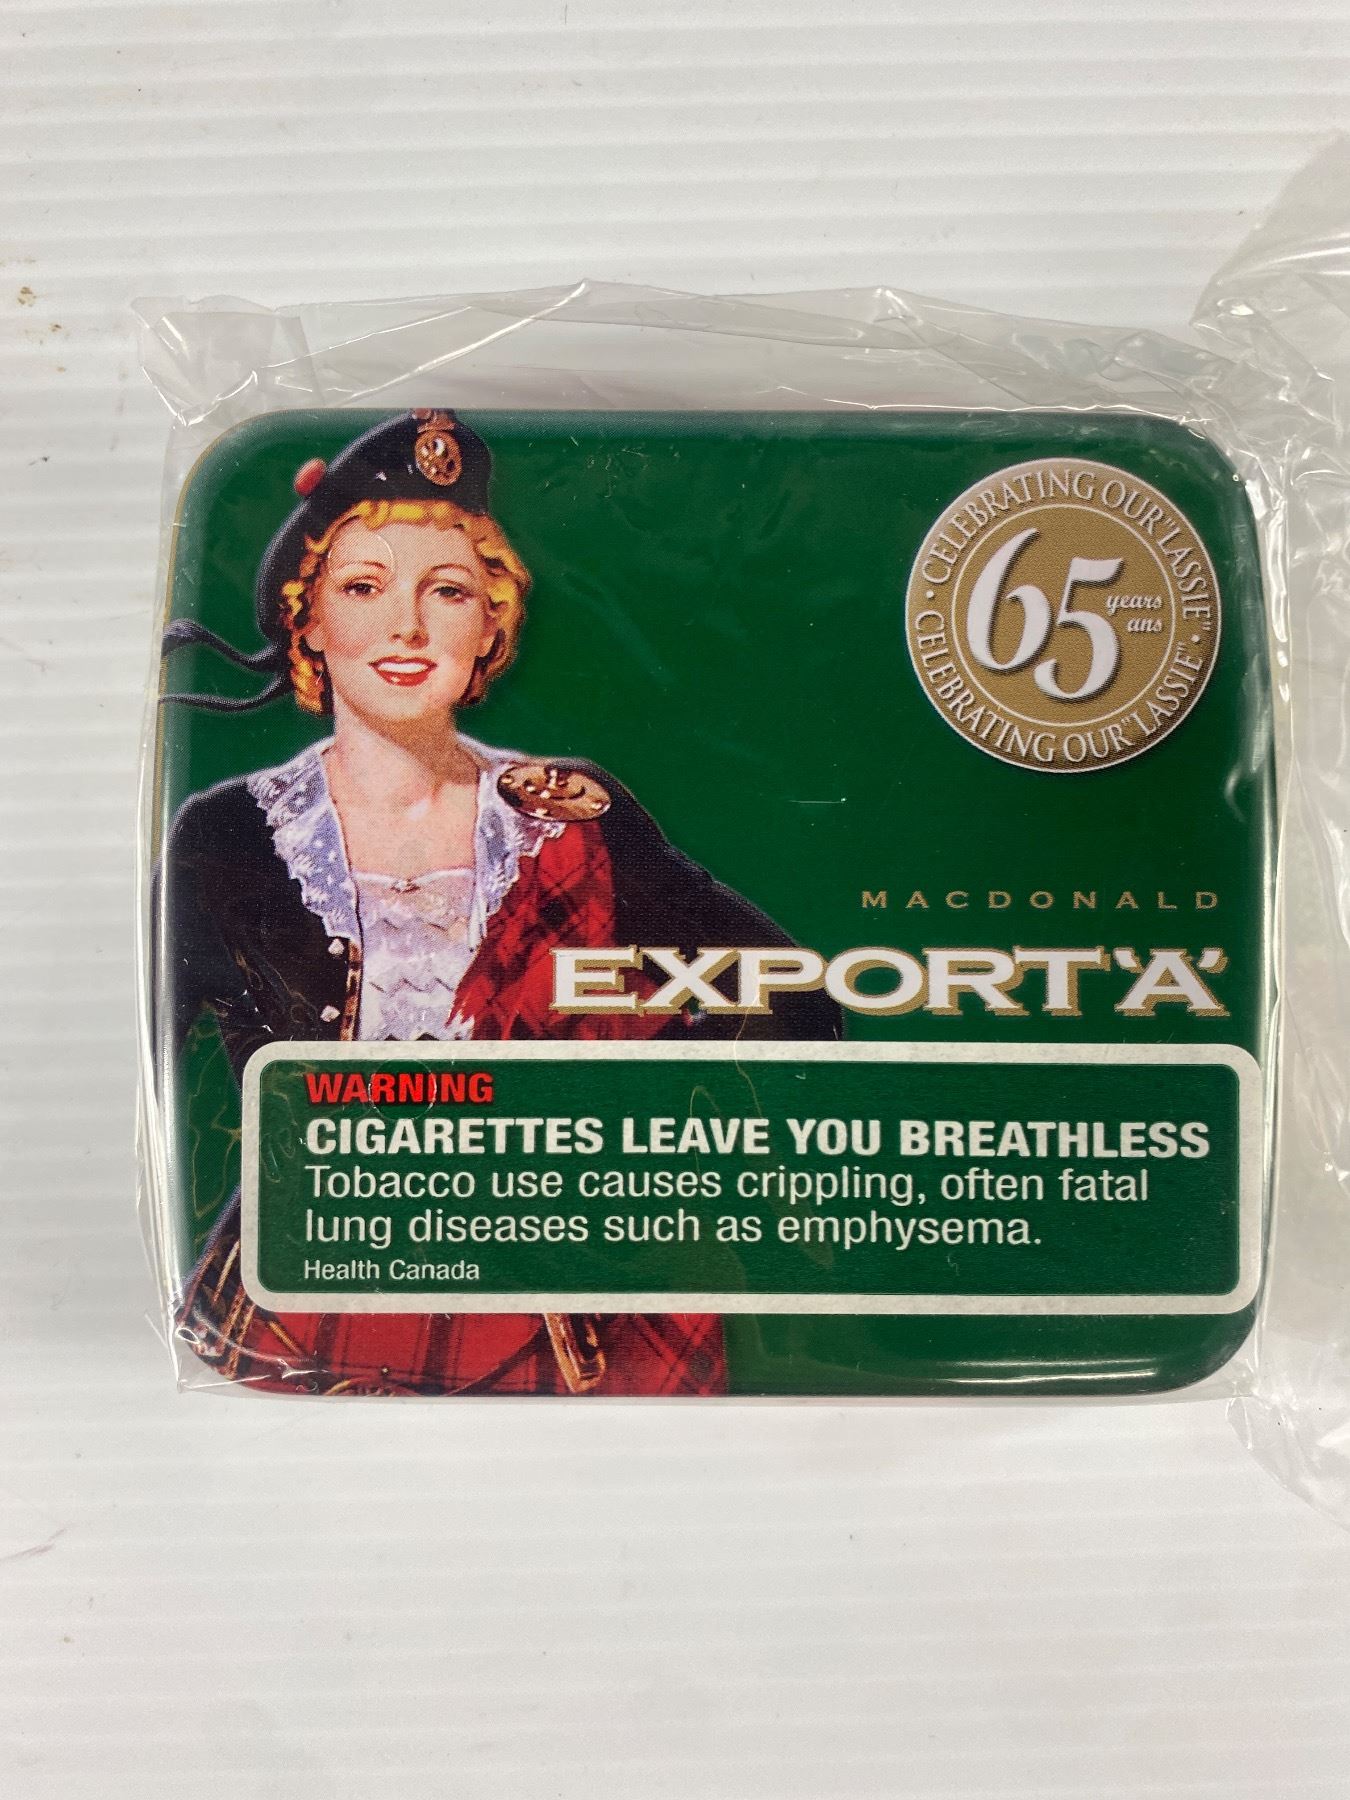 CELEBRATING OUR "LASSIE"
65
years
ans
CELEBRATING OUR "LASSIE"
MACDONALD
EXPORT 'A'
WARNING
CIGARETTES LEAVE YOU BREATHLESS
Tobacco use causes crippling, often fatal
lung diseases such as emphysema.
Health Canada